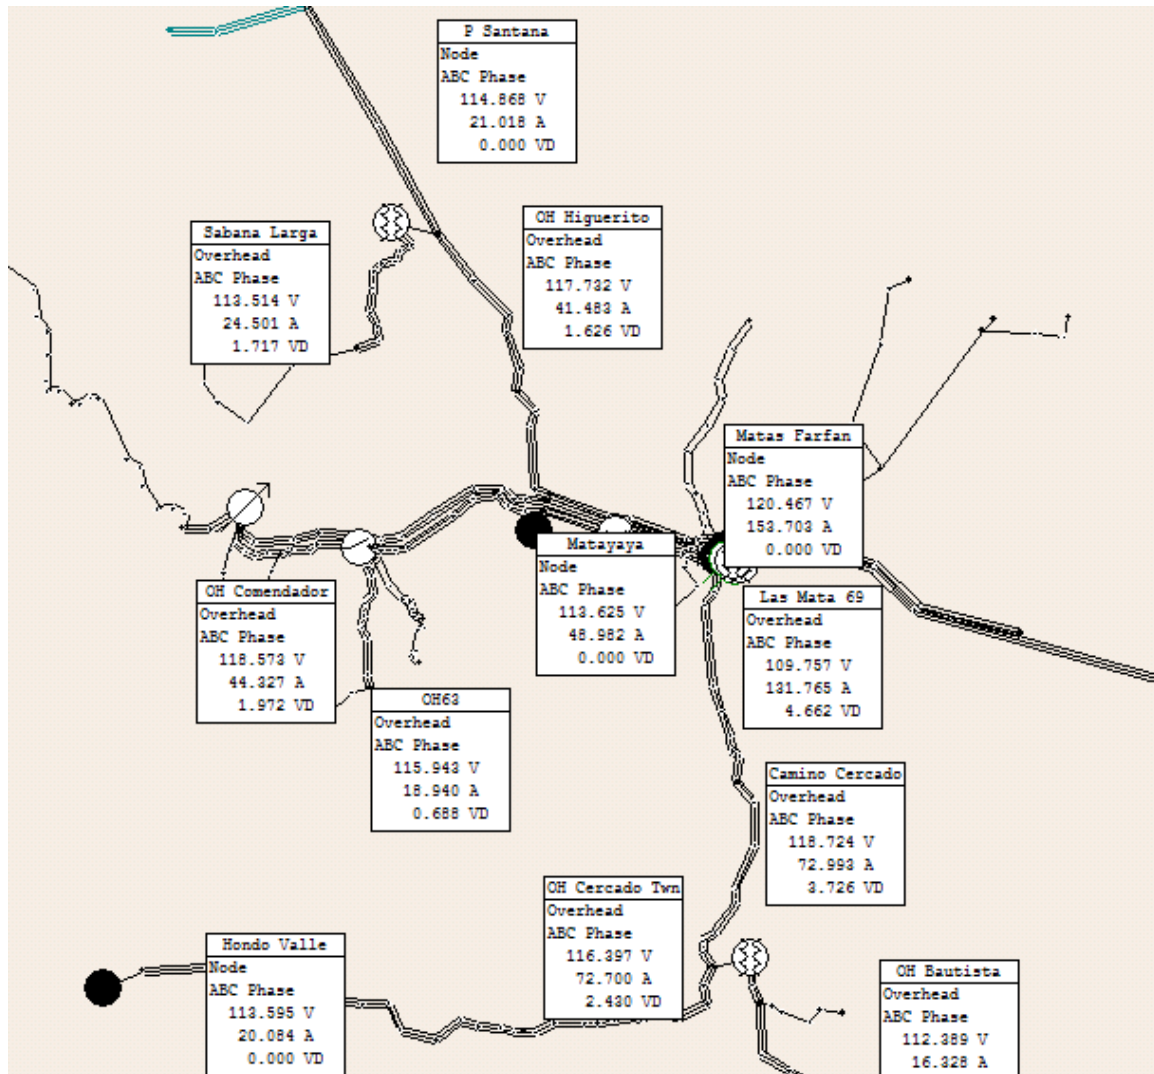 P Santana
Node
ABC Phase
114.868 V
21.018 A
0.000 VD
Sabana Larga
Overhead
ABC Phase
113.514 V
24.501 A
1.717 VD
OH Higuerito
Overhead
ABC Phase
117.732 V
41.483 A
1.626 VD
Matas Farfan
Node
ABC Phase
120.467 V
153.703 A
0.000 VD
Matayaya
Node
ABC Phase
113.625 V
48.982 A
0.000 VD
OH Comendador
Overhead
ABC Phase
118.573 V
44.327 A
1.972 VD
Las Mata 69
Overhead
ABC Phase
109.757 V
131.765 A
4.662 VD
OH63
Overhead
ABC Phase
115.943 V
18.940 A
0.688 VD
Camino Cercado
Overhead
ABC Phase
118.724 V
72.993 A
3.726 VD
OH Cercado Twn
Overhead
ABC Phase
116.397 V
72.700 A
2.430 VD
Hondo Valle
Node
ABC Phase
113.595 V
20.084 A
0.000 VD
OH Bautista
Overhead
ABC Phase
112.389 V
16.328 A